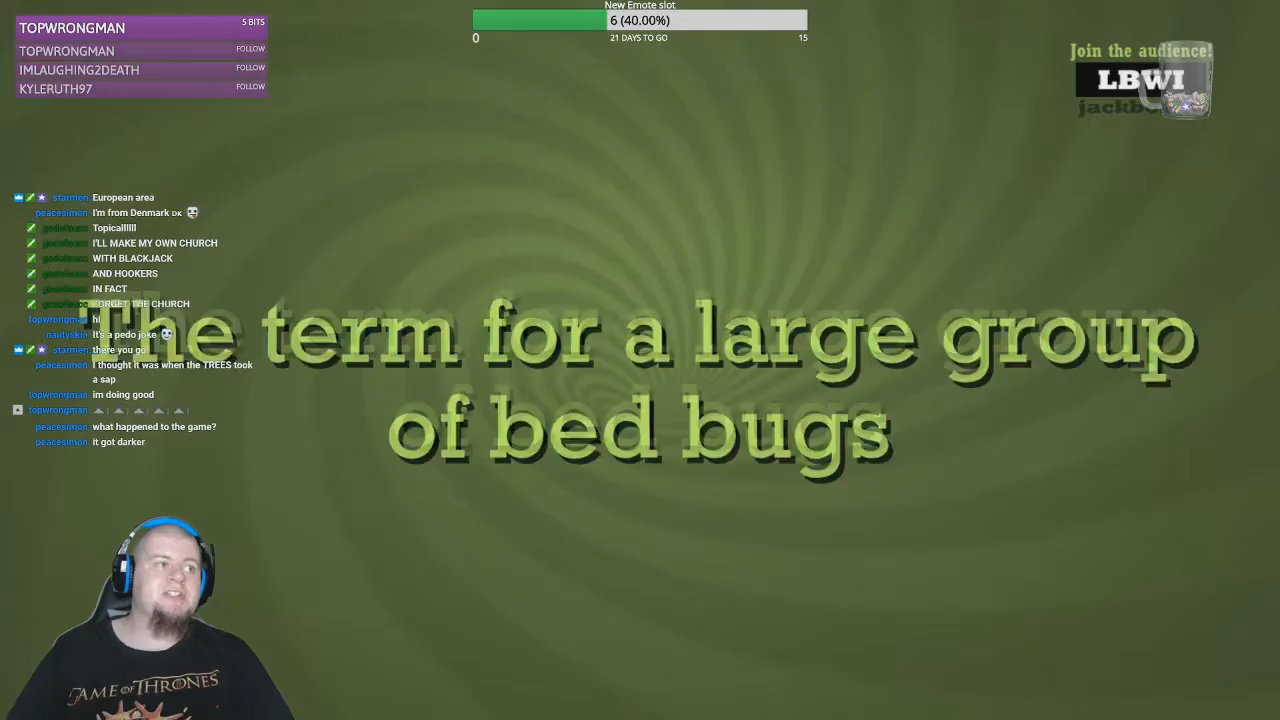 New Emote slot
TOPWRONGMAN 5 BITS
TOPWRONGMAN FOLLOW
IMLAUGHING2DEATH FOLLOW
KYLERUTH97 FOLLOW
6 (40.00%)
0 21 DAYS TO GO 15
Join the audience!
LBWI
starmen European area
peacesimon I'm from Denmark DK
Topicallllll
I'LL MAKE MY OWN CHURCH
WITH BLACKJACK
AND HOOKERS
IN FACT
FORGET THE CHURCH
topwrongman hI
nautyskin It's a pedo joke
starmen there you go
peacesimon I thought it was when the TREES took
a sap
topwrongman im doing good
topwrongman
peacesimon what happened to the game?
peacesimon it got darker
The term for a large group
of bed bugs
GAME OF THRONES